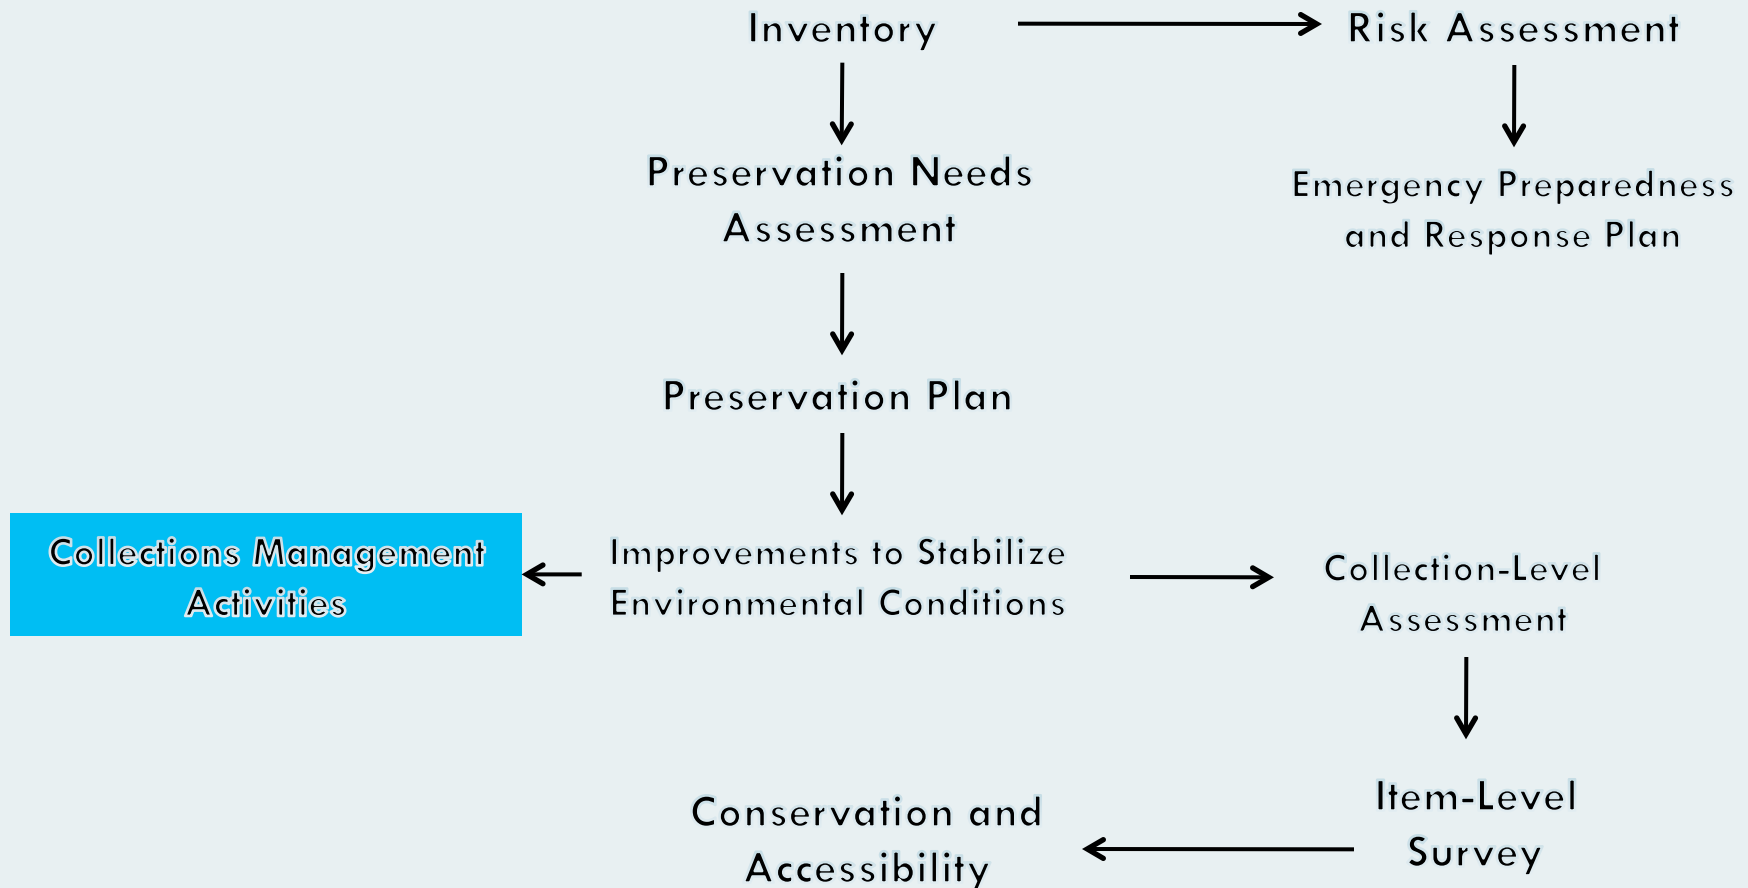 Inventory
Risk Assessment
Preservation Needs
Assessment
Emergency Preparedness
and Response Plan
Preservation Plan
Collections Management
Activities
Improvements to Stabilize
Environmental Conditions
Collection-Level
Assessment
Item-Level
Survey
Conservation and
Accessibility